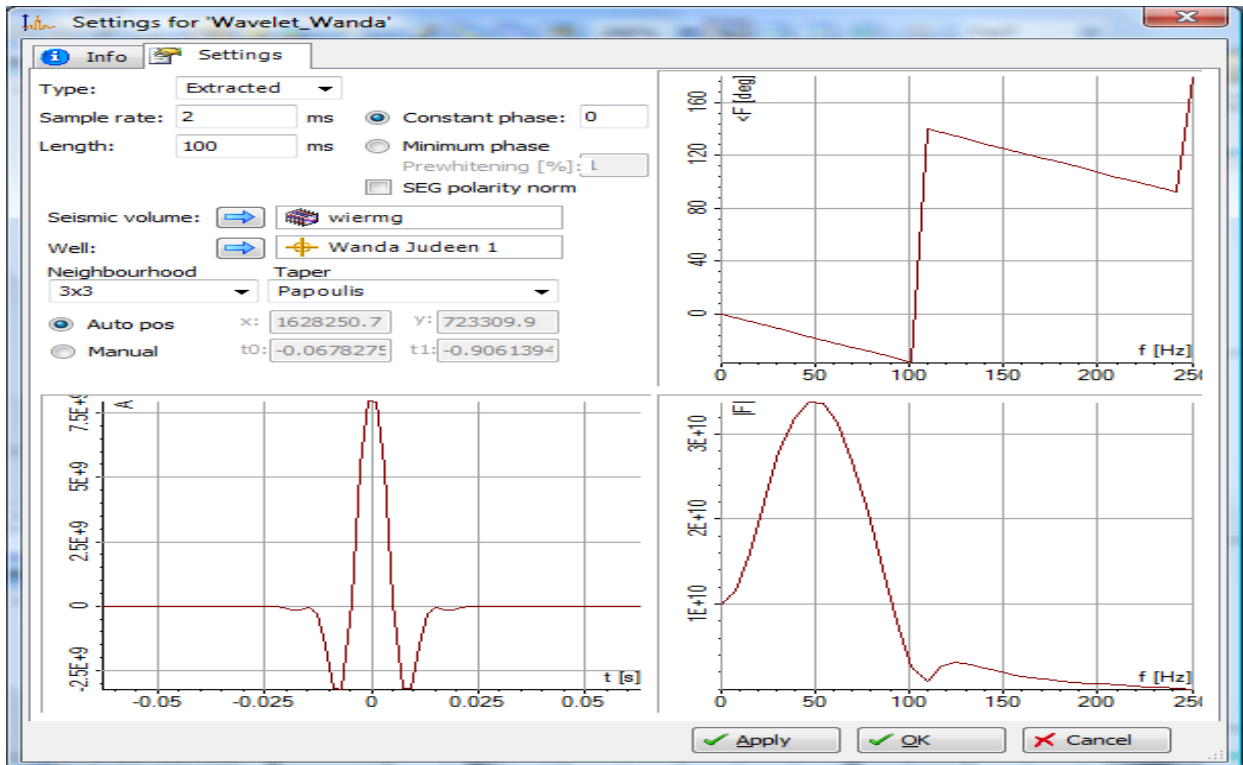 Settings for 'Wavelet_Wanda'
Info Settings
Type: Extracted
Sample rate: 2 ms Constant phase: 0
Length: 100 ms Minimum phase
Prewhitening [%]:
SEG polarity norm
Seismic volume: wiermg
Well: Wanda Judeen 1
Neighbourhood Taper
3x3 Papoulis
Auto pos x: 1628250.7 y: 723309.9
Manual t0: -0.0678275 t1: -0.9061394
<F [deg]
160
120
80
40
0
f [Hz]
0 50 100 150 200 25
A
7.5E+9
5E+9
2.5E+9
0
-2.5E+9
t [s]
-0.05 -0.025 0 0.025 0.05
|F|
3E+10
2E+10
1E+10
f [Hz]
0 50 100 150 200 25
Apply OK Cancel